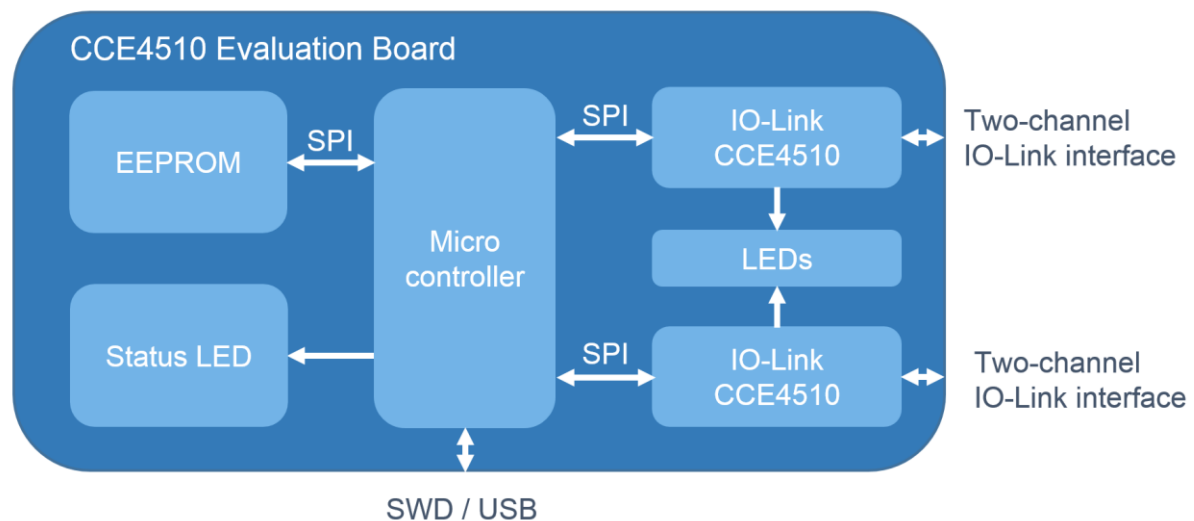 CCE4510 Evaluation Board
EEPROM
SPI
Micro
controller
SPI
IO-Link
CCE4510
Two-channel
IO-Link interface
LEDs
Status LED
SPI
IO-Link
CCE4510
Two-channel
IO-Link interface
SWD / USB